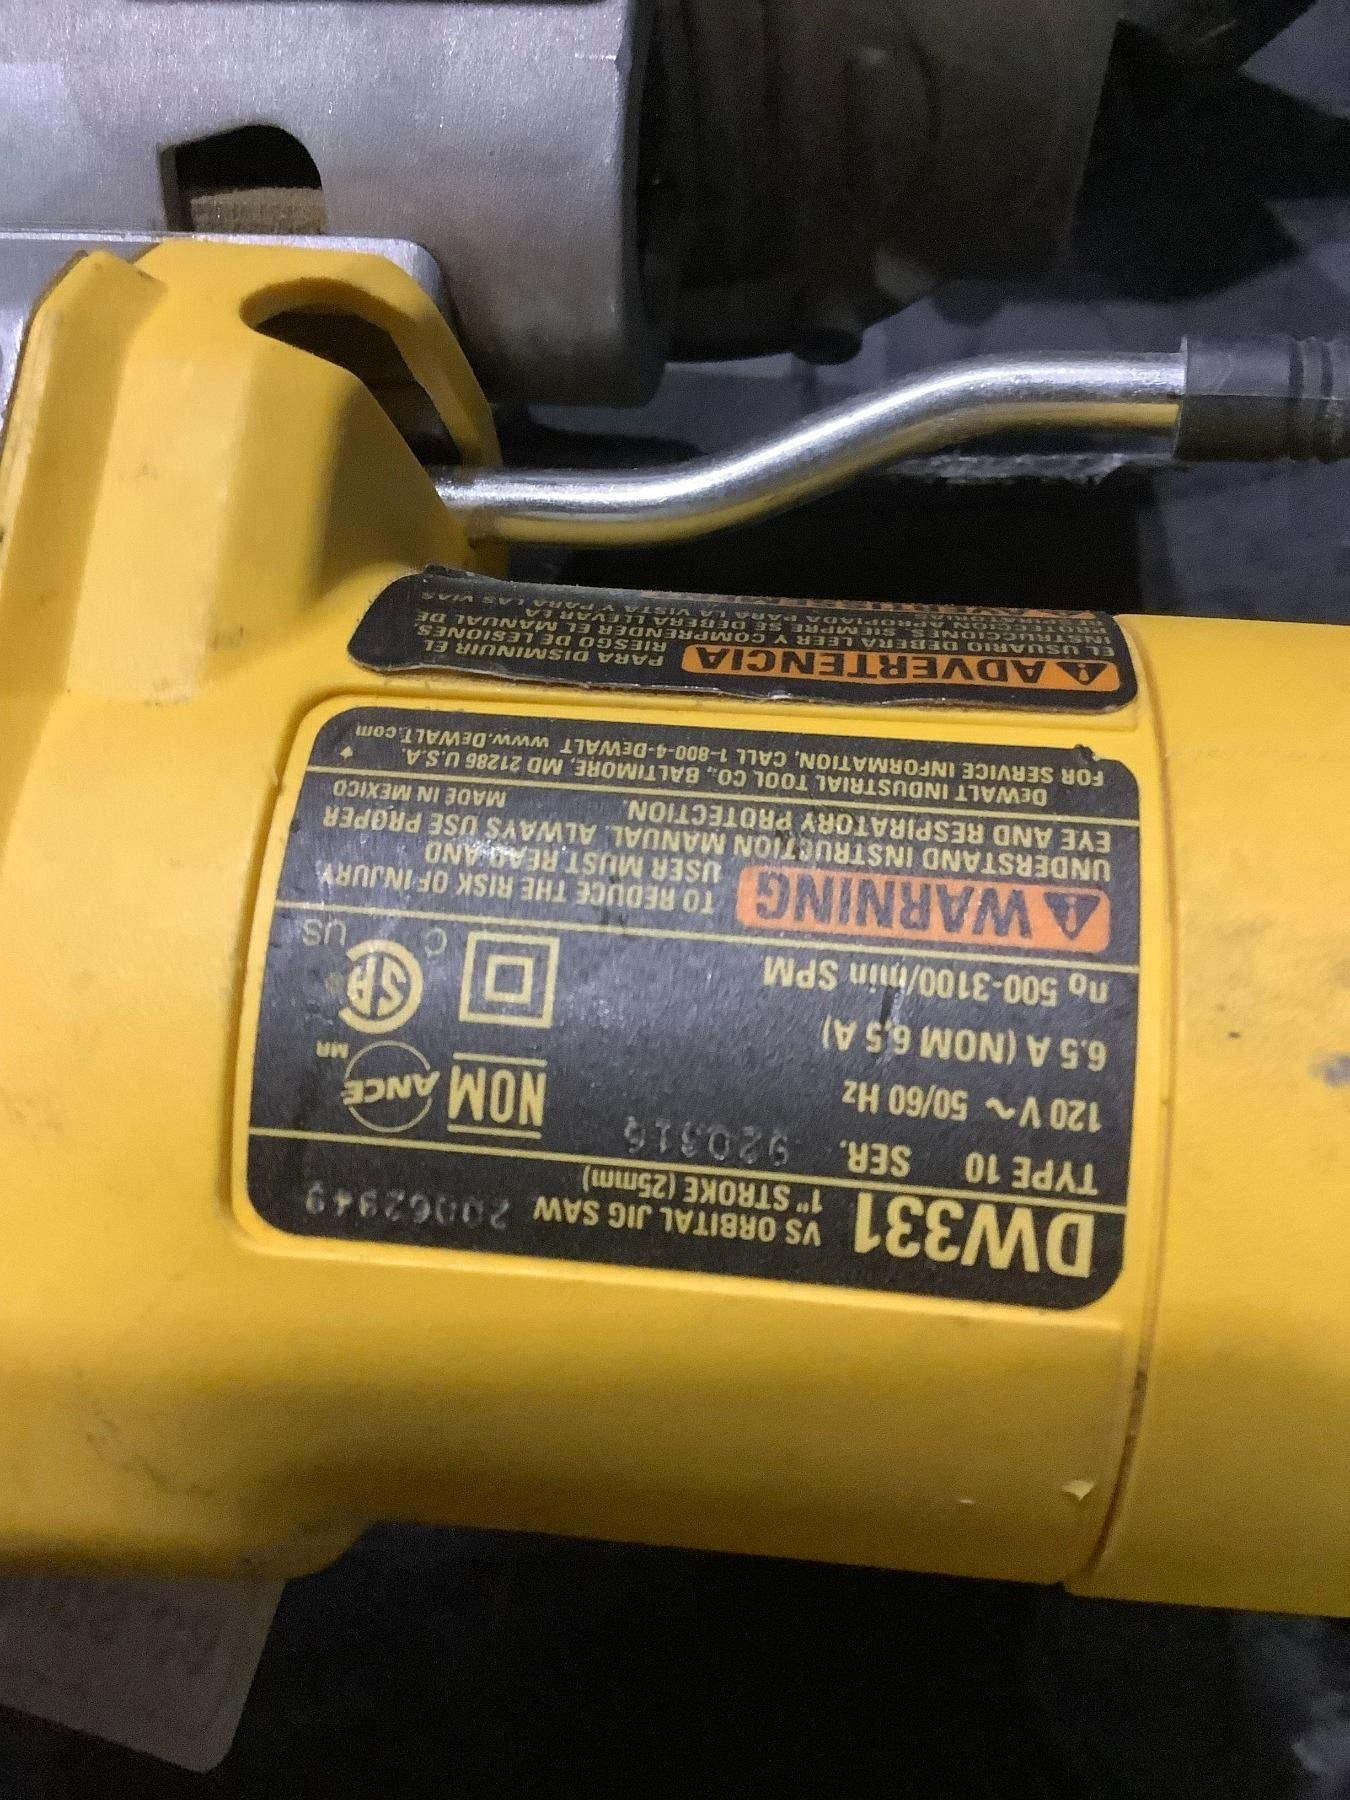 DW331 VS ORBITAL JIG SAW 20062949
1" STROKE (25mm)
TYPE 10 SER. 920316
120 V ~ 50/60 Hz
6.5 A (NOM 6,5 A)
n₀ 500-3100/min SPM
NOM ANCE MR
C SA US
WARNING TO REDUCE THE RISK OF INJURY
USER MUST READ AND
UNDERSTAND INSTRUCTION MANUAL. ALWAYS USE PROPER
EYE AND RESPIRATORY PROTECTION. MADE IN MEXICO
DEWALT INDUSTRIAL TOOL CO., BALTIMORE, MD 21286 U.S.A.
FOR SERVICE INFORMATION, CALL 1-800-4-DEWALT www.DEWALT.com
ADVERTENCIA PARA DISMINUIR EL
RIESGO DE LESIONES,
EL USUARIO DEBERÁ LEER Y COMPRENDER EL MANUAL DE
INSTRUCCIONES. SIEMPRE SE DEBERÁ LLEVAR LA
APROPIADA PARA LA VISTA Y PARA LAS VIAS